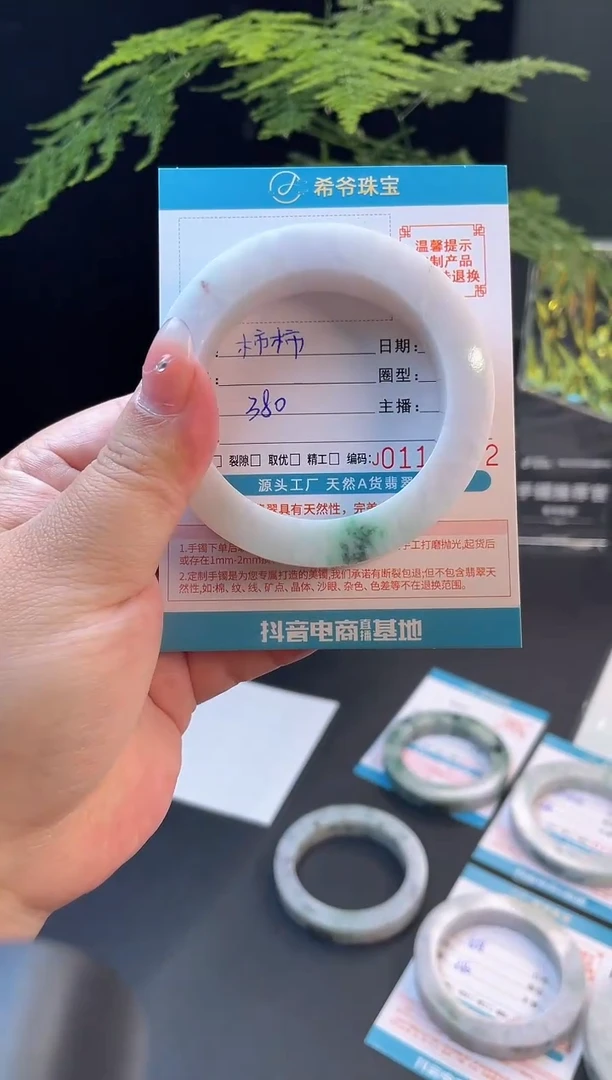 希爷珠宝
温馨提示
制产品
退换
柿柿
日期:
圈型:
380
主播:
裂隙□ 取优□ 精工□ 编码:J011 2
源头工厂 天然A货翡翠
具有天然性,完美
1.手镯下单后 手工打磨抛光,起货后
或存在1mm-2mm
2.定制手镯是为您专属打造的美镯,我们承诺有断裂包退;但不包含翡翠天
然性,如:棉、纹、线、矿点、晶体、沙眼、杂色、色差等不在退换范围。
抖音电商直播基地